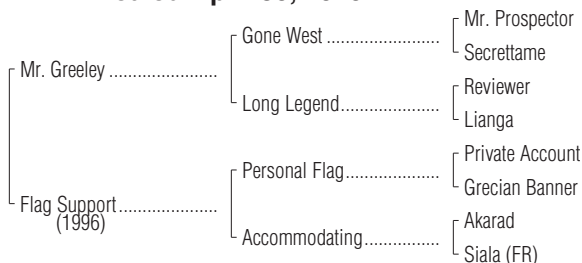 Mr. Prospector
Gone West
Secrettame
Mr. Greeley
Reviewer
Long Legend
Lianga
Private Account
Personal Flag
Grecian Banner
Flag Support
(1996)
Akarad
Accommodating
Siala (FR)